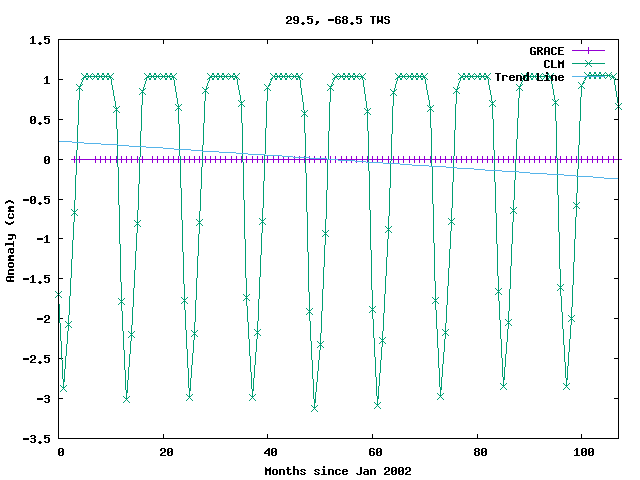 29.5, -68.5 TWS
GRACE
CLM
Trend Line
1.5
1
0.5
0
-0.5
-1
-1.5
-2
-2.5
-3
-3.5
Anomaly (cm)
0 20 40 60 80 100
Months since Jan 2002